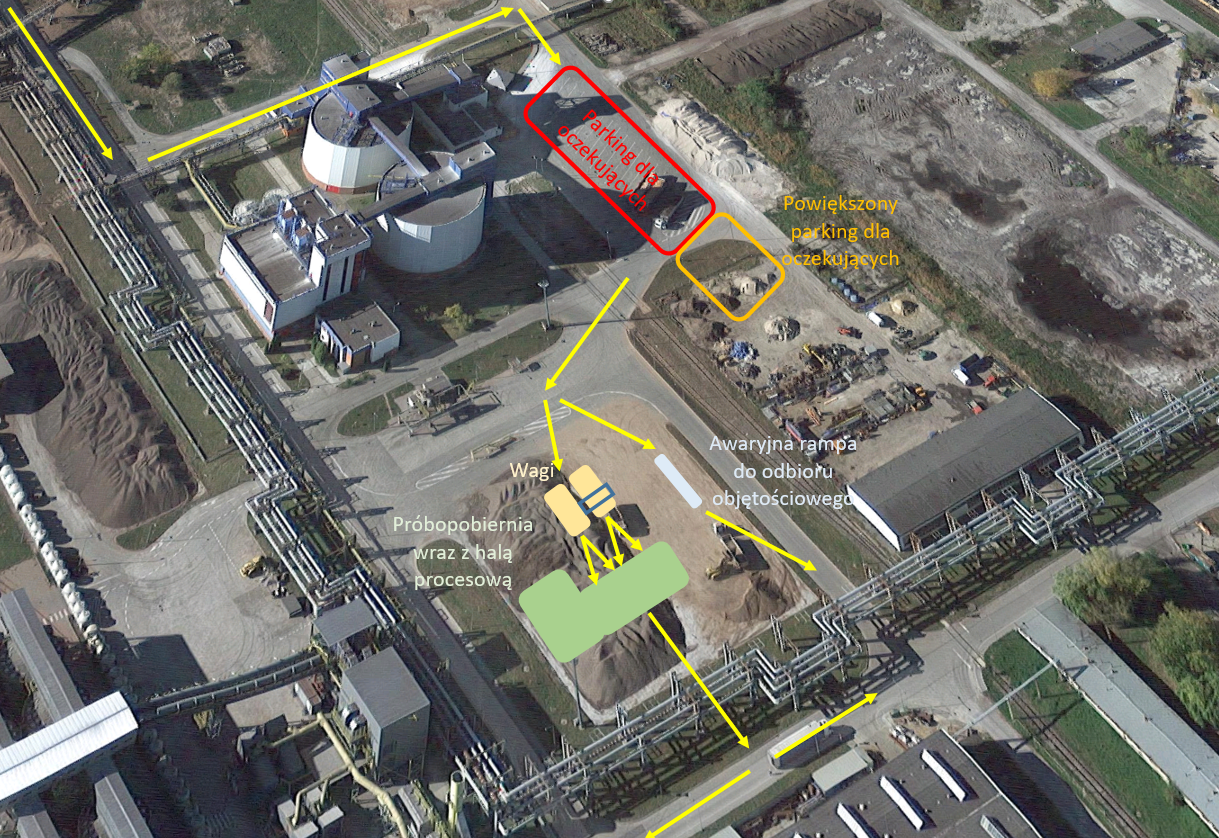 Parking dla
oczekujących
Powiększony
parking dla
oczekujących
Wagi
Awaryjna rampa
do odbioru
objętościowego
Próbopobiernia
wraz z halą
procesową